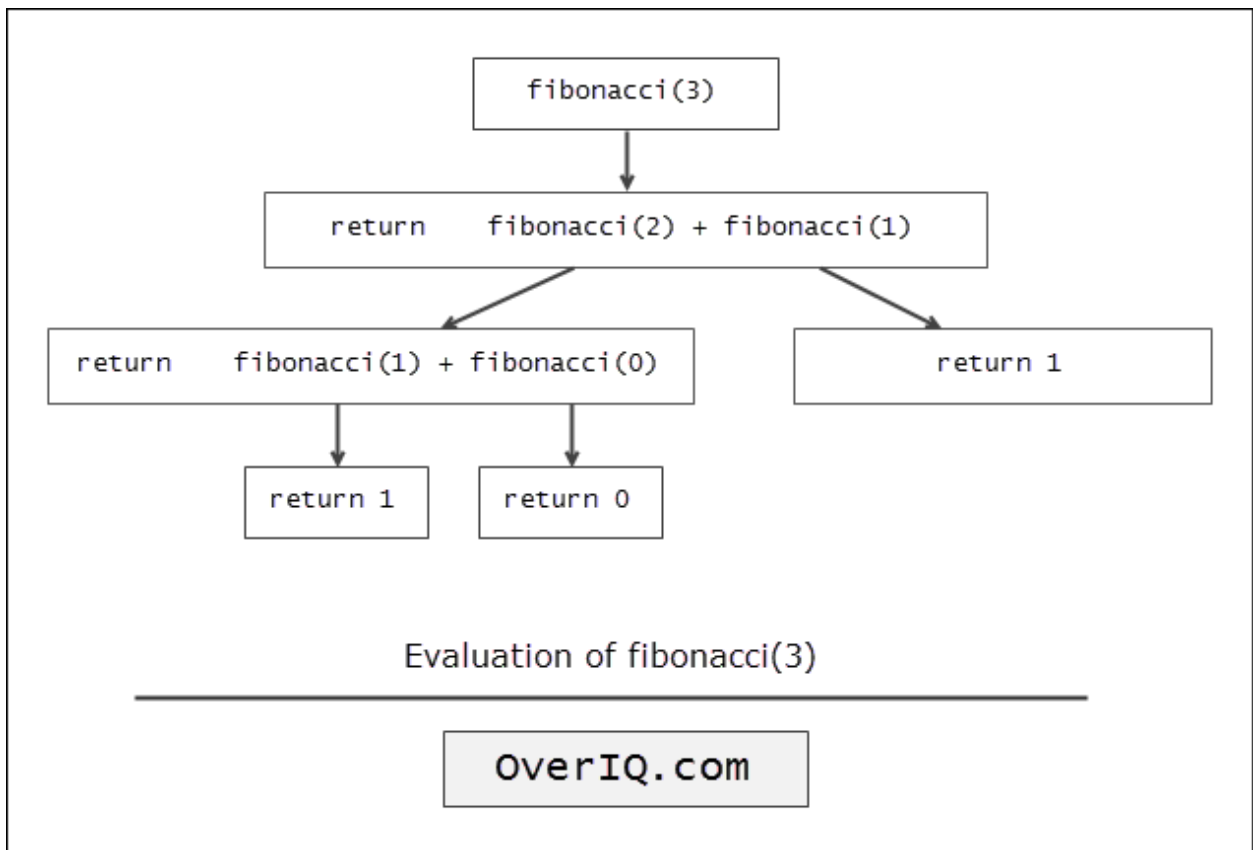 fibonacci(3)
return fibonacci(2) + fibonacci(1)
return fibonacci(1) + fibonacci(0)
return 1
return 1
return 0
Evaluation of fibonacci(3)
OverIQ.com